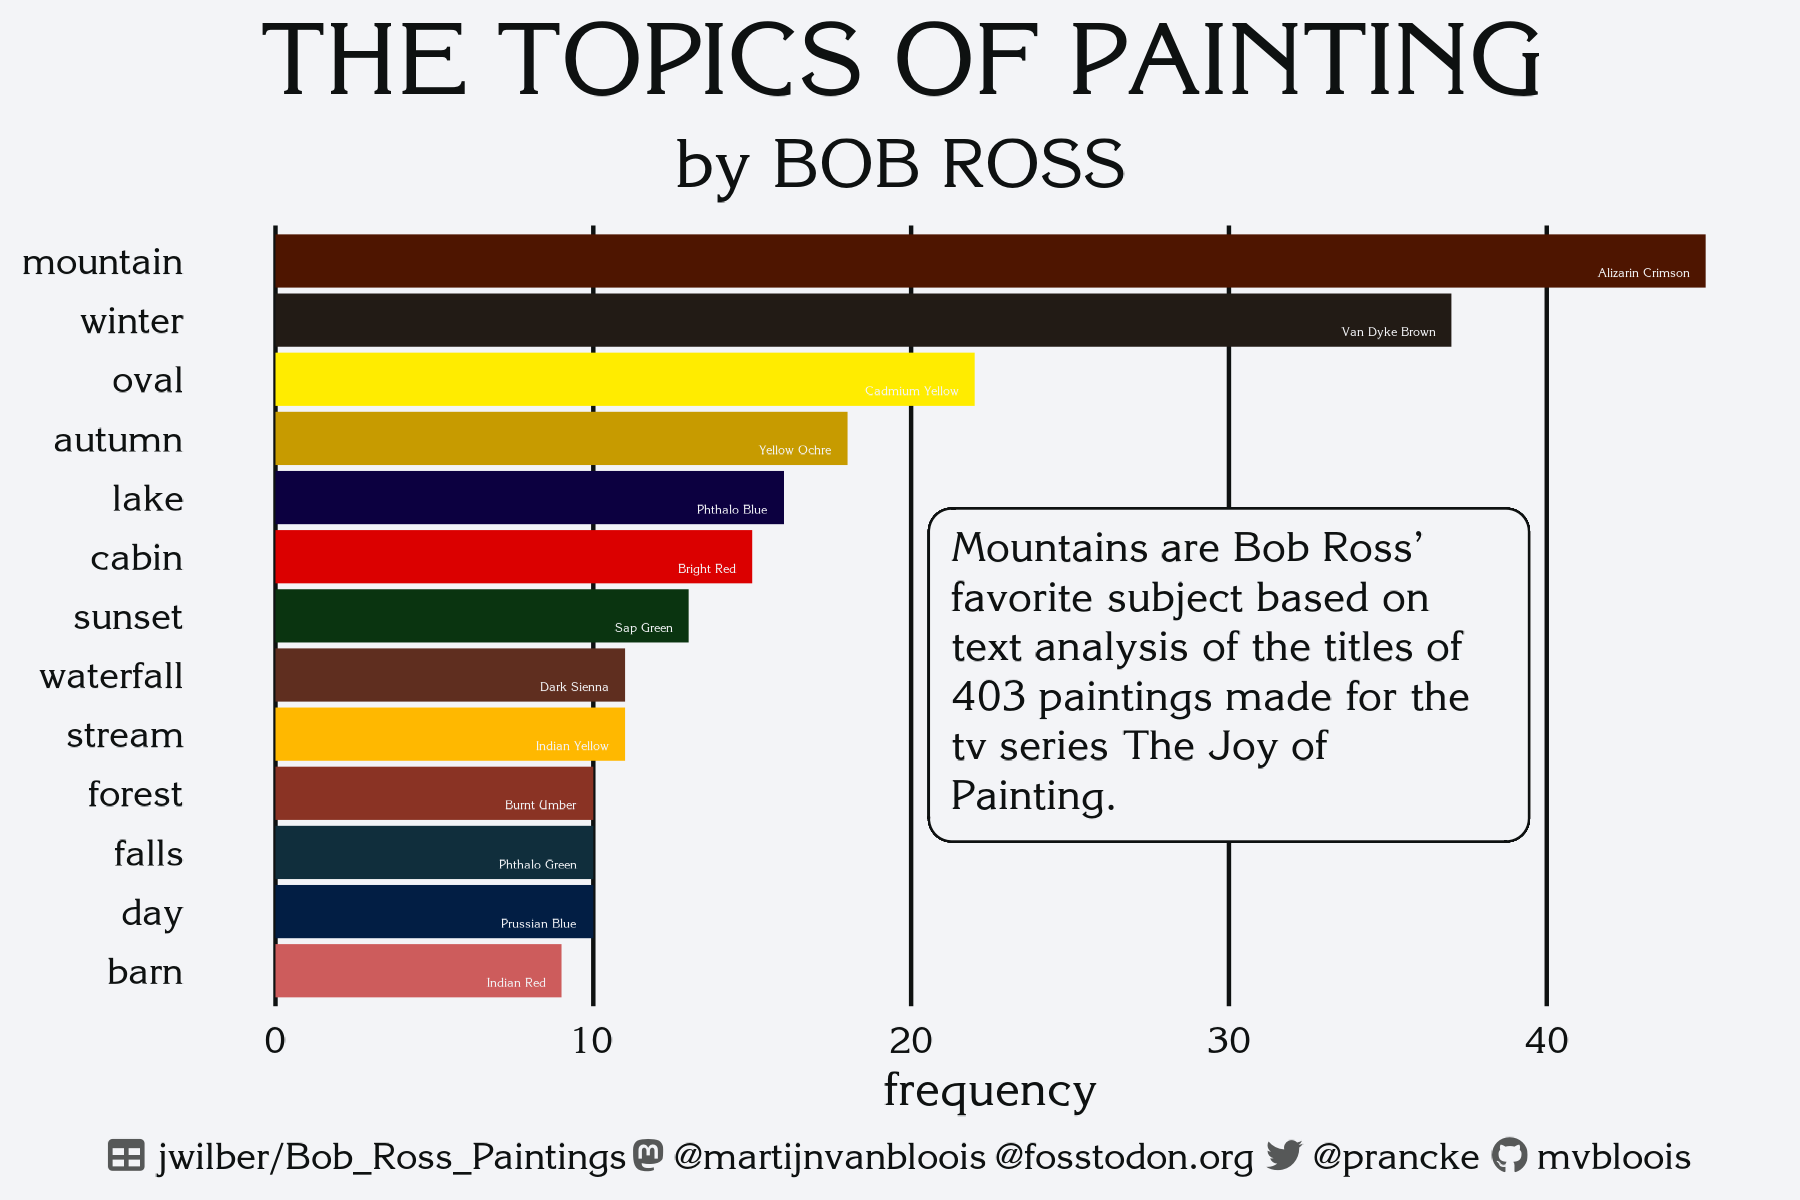 THE TOPICS OF PAINTING
by BOB ROSS
mountain
Alizarin Crimson
winter
Van Dyke Brown
oval
Cadmium Yellow
autumn
Yellow Ochre
lake
Phthalo Blue
cabin
Bright Red
sunset
Sap Green
waterfall
Dark Sienna
stream
Indian Yellow
forest
Burnt Umber
falls
Phthalo Green
day
Prussian Blue
barn
Indian Red
Mountains are Bob Ross’
favorite subject based on
text analysis of the titles of
403 paintings made for the
tv series The Joy of
Painting.
0 10 20 30 40
frequency
jwilber/Bob_Ross_Paintings @martijnvanbloois @fosstodon.org @prancke mvbloois